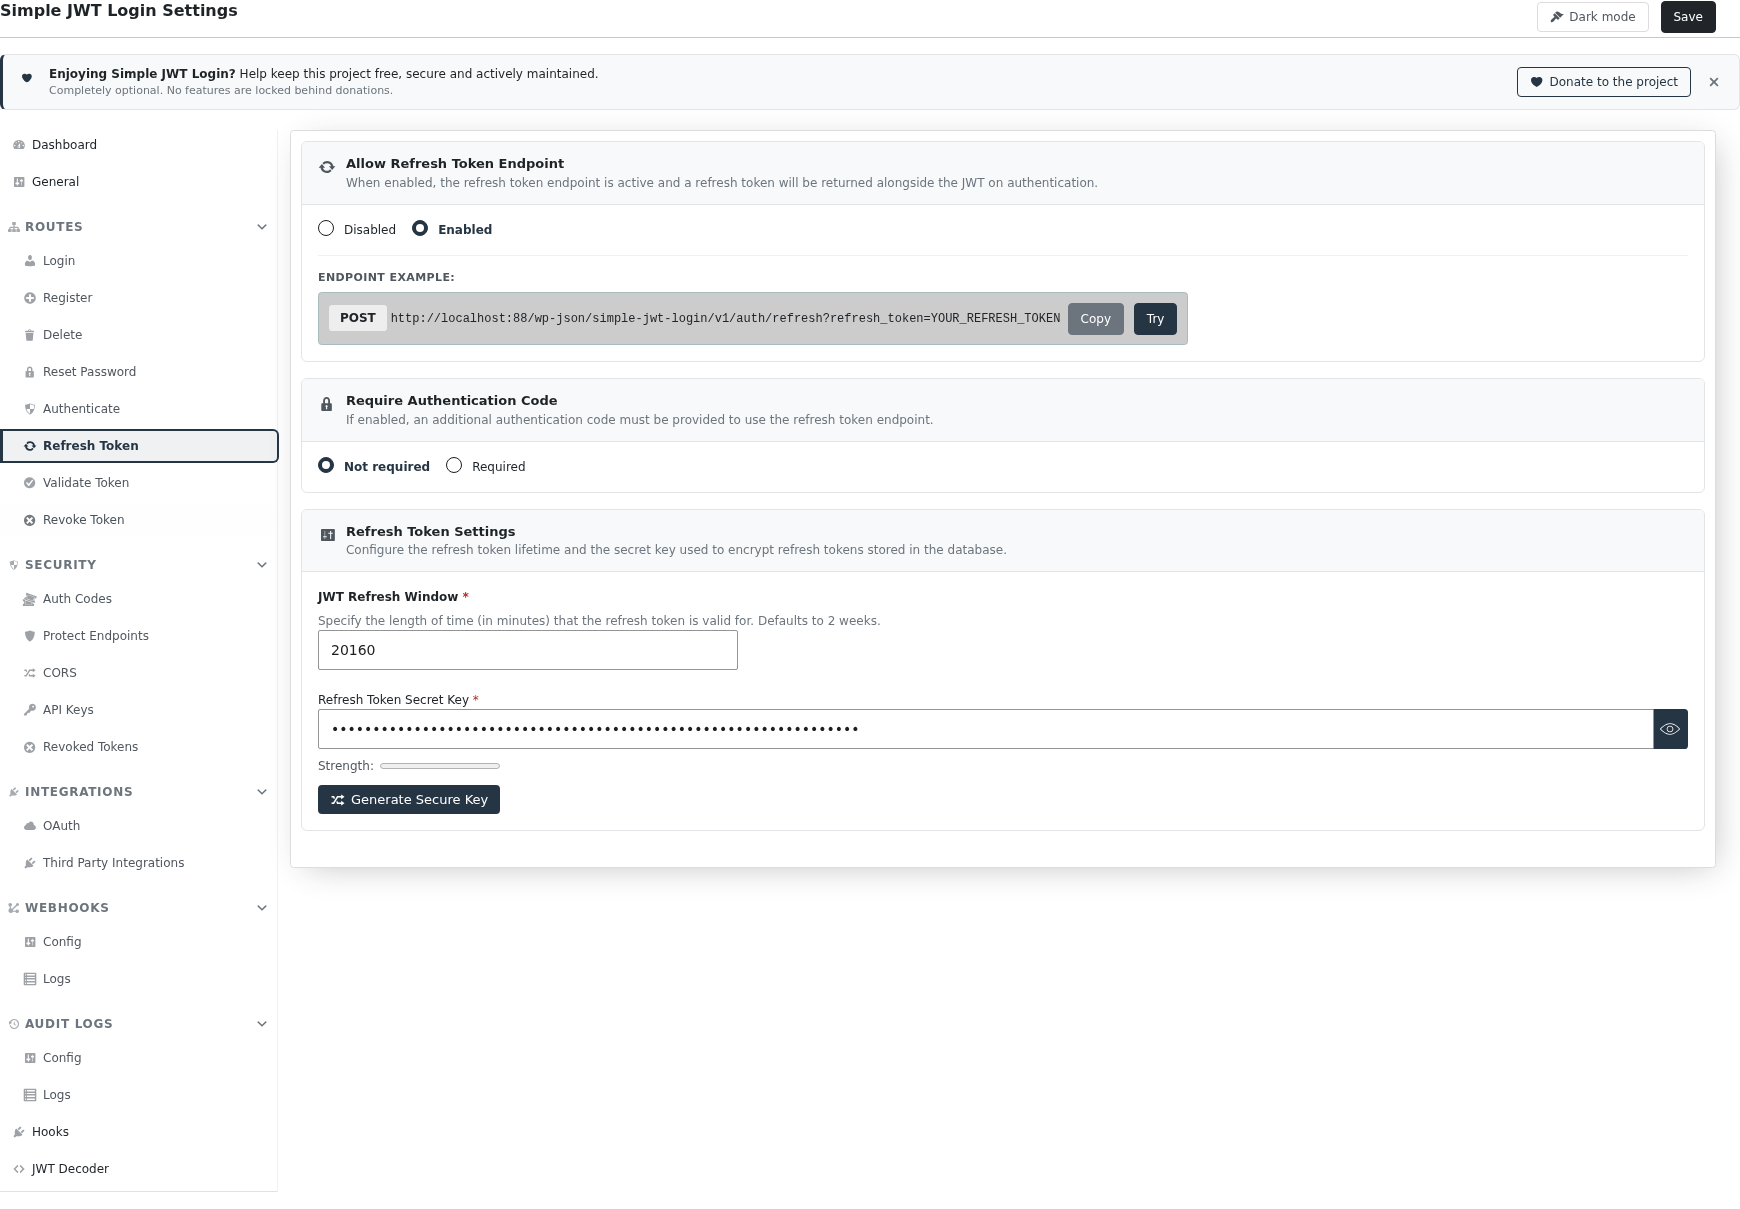 Simple JWT Login Settings
Dark mode
Save
Enjoying Simple JWT Login? Help keep this project free, secure and actively maintained.
Completely optional. No features are locked behind donations.
Donate to the project
×
Dashboard
General
ROUTES
Login
Register
Delete
Reset Password
Authenticate
Refresh Token
Validate Token
Revoke Token
SECURITY
Auth Codes
Protect Endpoints
CORS
API Keys
Revoked Tokens
INTEGRATIONS
OAuth
Third Party Integrations
WEBHOOKS
Config
Logs
AUDIT LOGS
Config
Logs
Hooks
JWT Decoder
Allow Refresh Token Endpoint
When enabled, the refresh token endpoint is active and a refresh token will be returned alongside the JWT on authentication.
Disabled Enabled
ENDPOINT EXAMPLE:
POST http://localhost:88/wp-json/simple-jwt-login/v1/auth/refresh?refresh_token=YOUR_REFRESH_TOKEN Copy Try
Require Authentication Code
If enabled, an additional authentication code must be provided to use the refresh token endpoint.
Not required Required
Refresh Token Settings
Configure the refresh token lifetime and the secret key used to encrypt refresh tokens stored in the database.
JWT Refresh Window *
Specify the length of time (in minutes) that the refresh token is valid for. Defaults to 2 weeks.
20160
Refresh Token Secret Key *
Strength:
Generate Secure Key